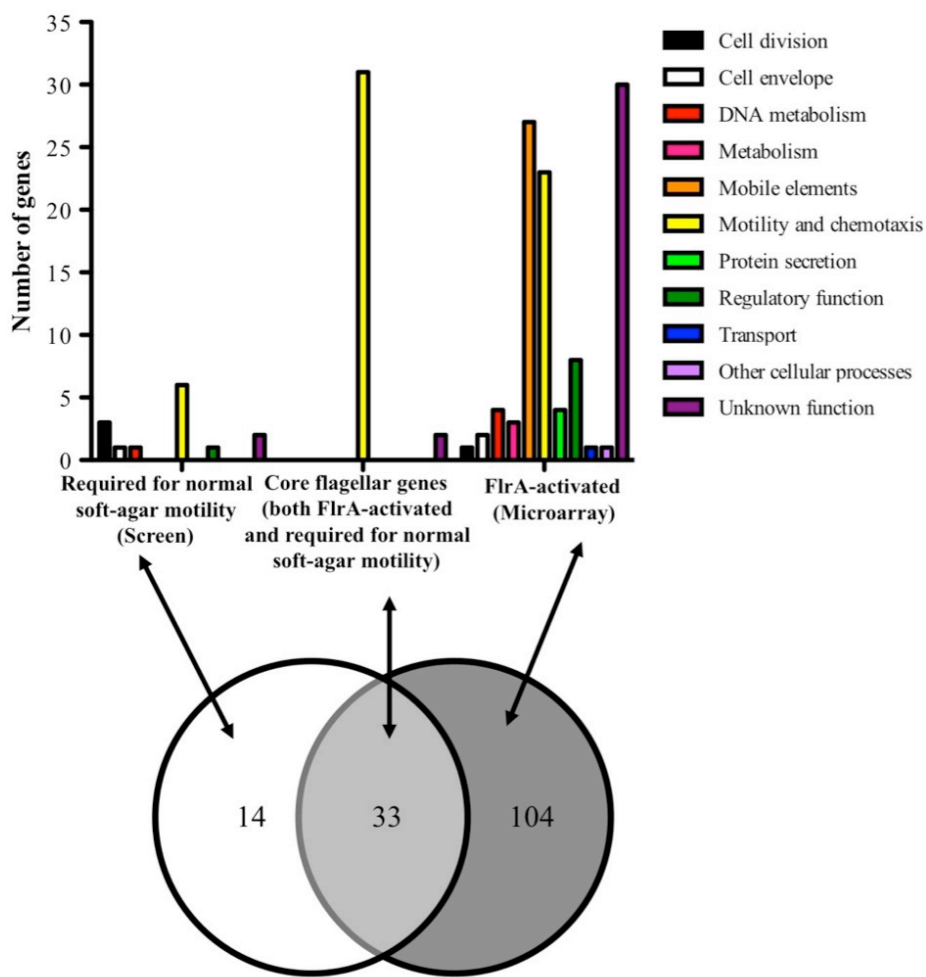 35
30
25
20
15
10
5
0
Number of genes
Cell division
Cell envelope
DNA metabolism
Metabolism
Mobile elements
Motility and chemotaxis
Protein secretion
Regulatory function
Transport
Other cellular processes
Unknown function
Required for normal
soft-agar motility
(Screen)
Core flagellar genes
(both FlrA-activated
and required for normal
soft-agar motility)
FlrA-activated
(Microarray)
14
33
104